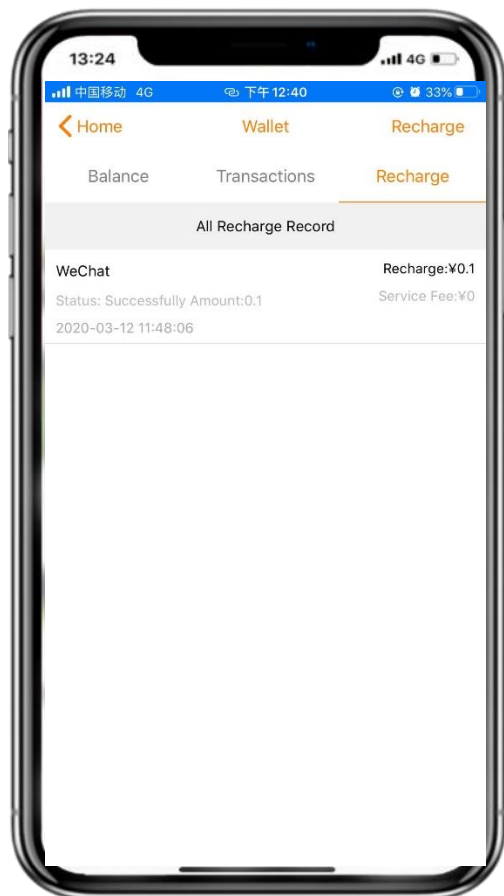 13:24 4G
中国移动 4G 下午12:40 33%
Home Wallet Recharge
Balance Transactions Recharge
All Recharge Record
WeChat Recharge:¥0.1
Status: Successfully Amount:0.1 Service Fee:¥0
2020-03-12 11:48:06